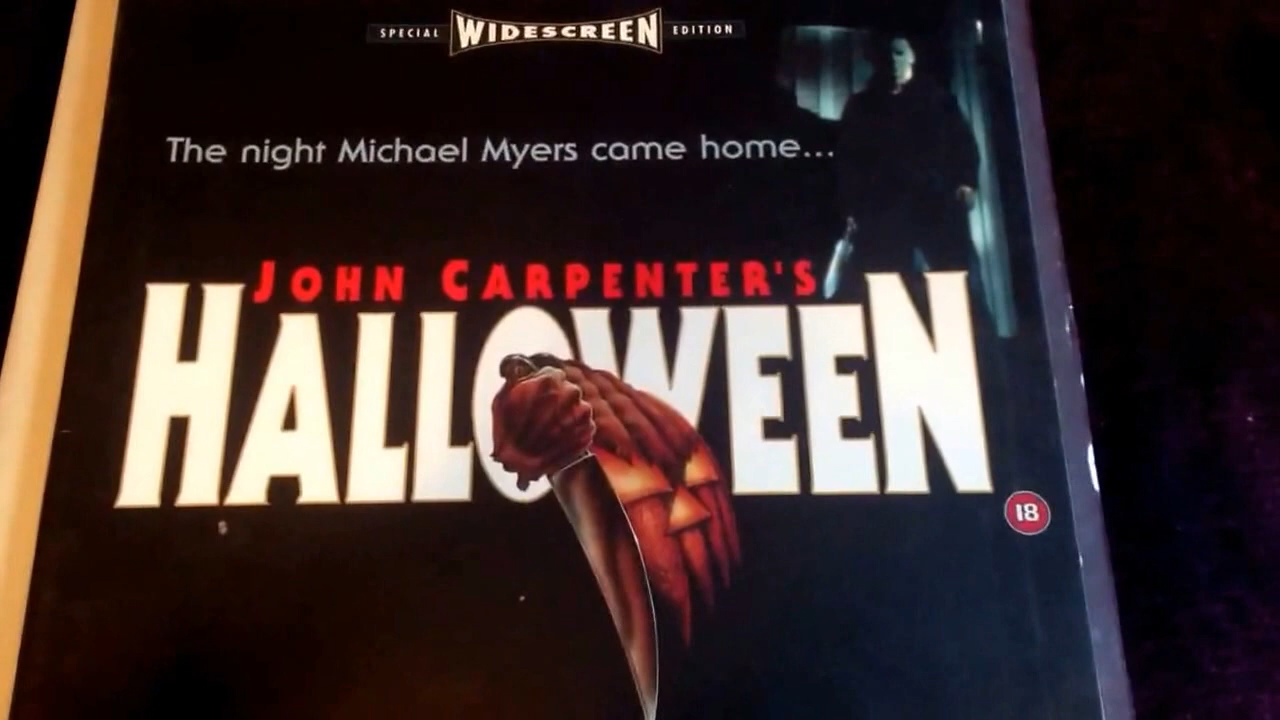 SPECIAL WIDESCREEN EDITION
The night Michael Myers came home...
JOHN CARPENTER'S
HALLOWEEN
18